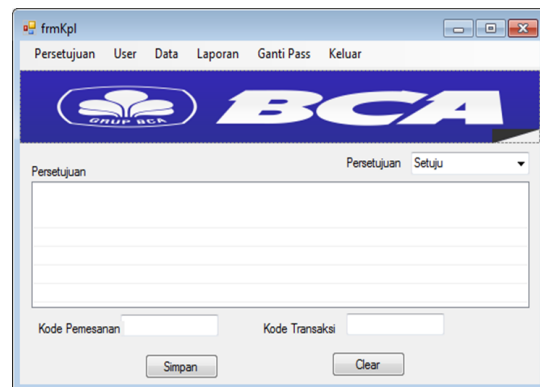 frmKpl
Persetujuan User Data Laporan Ganti Pass Keluar
GRUP BCA BCA
Persetujuan Setuju
Persetujuan
Kode Pemesanan Kode Transaksi
Simpan Clear